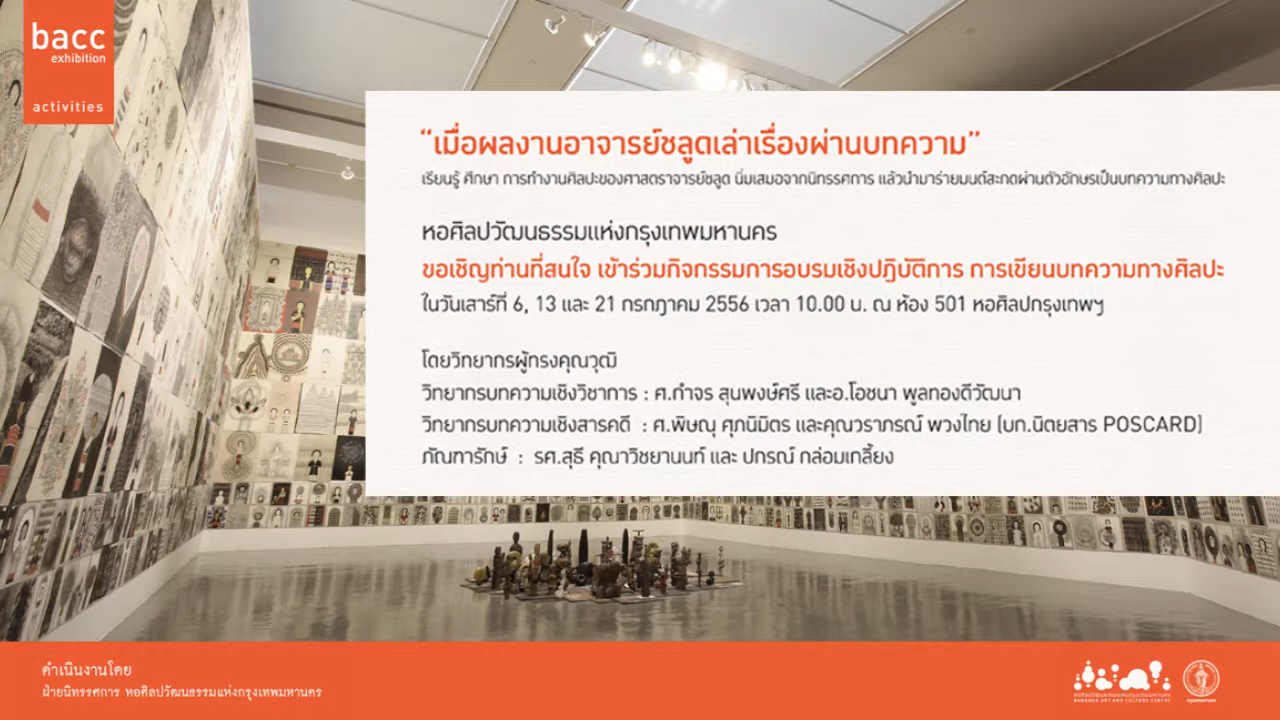 bacc
exhibition
activities
“เมื่อผลงานอาจารย์ชลูดเล่าเรื่องผ่านบทความ”
เรียนรู้ ศึกษา การทำงานศิลปะของศาสตราจารย์ชลูด นิ่มเสมอจากนิทรรศการ แล้วนำมาร่ายมนต์สะกดผ่านตัวอักษรเป็นบทความทางศิลปะ
หอศิลปวัฒนธรรมแห่งกรุงเทพมหานคร
ขอเชิญท่านที่สนใจ เข้าร่วมกิจกรรมการอบรมเชิงปฏิบัติการ การเขียนบทความทางศิลปะ
ในวันเสาร์ที่ 6, 13 และ 21 กรกฎาคม 2556 เวลา 10.00 น. ณ ห้อง 501 หอศิลปกรุงเทพฯ
โดยวิทยากรผู้ทรงคุณวุฒิ
วิทยากรบทความเชิงวิชาการ : ศ.กำจร สุนพงษ์ศรี และอ.โอชนา พูลทองดีวัฒนา
วิทยากรบทความเชิงสารคดี : ศ.พิษณุ ศุภนิมิตร และคุณวราภรณ์ พวงไทย (บก.นิตยสาร POSCARD)
ภัณฑารักษ์ : รศ.สุธี คุณาวิชยานนท์ และ ปกรณ์ กล่อมเกลี้ยง
ดำเนินงานโดย
ฝ่ายนิทรรศการ หอศิลปวัฒนธรรมแห่งกรุงเทพมหานคร
BANGKOK ART AND CULTURE CENTRE
กรุงเทพมหานคร